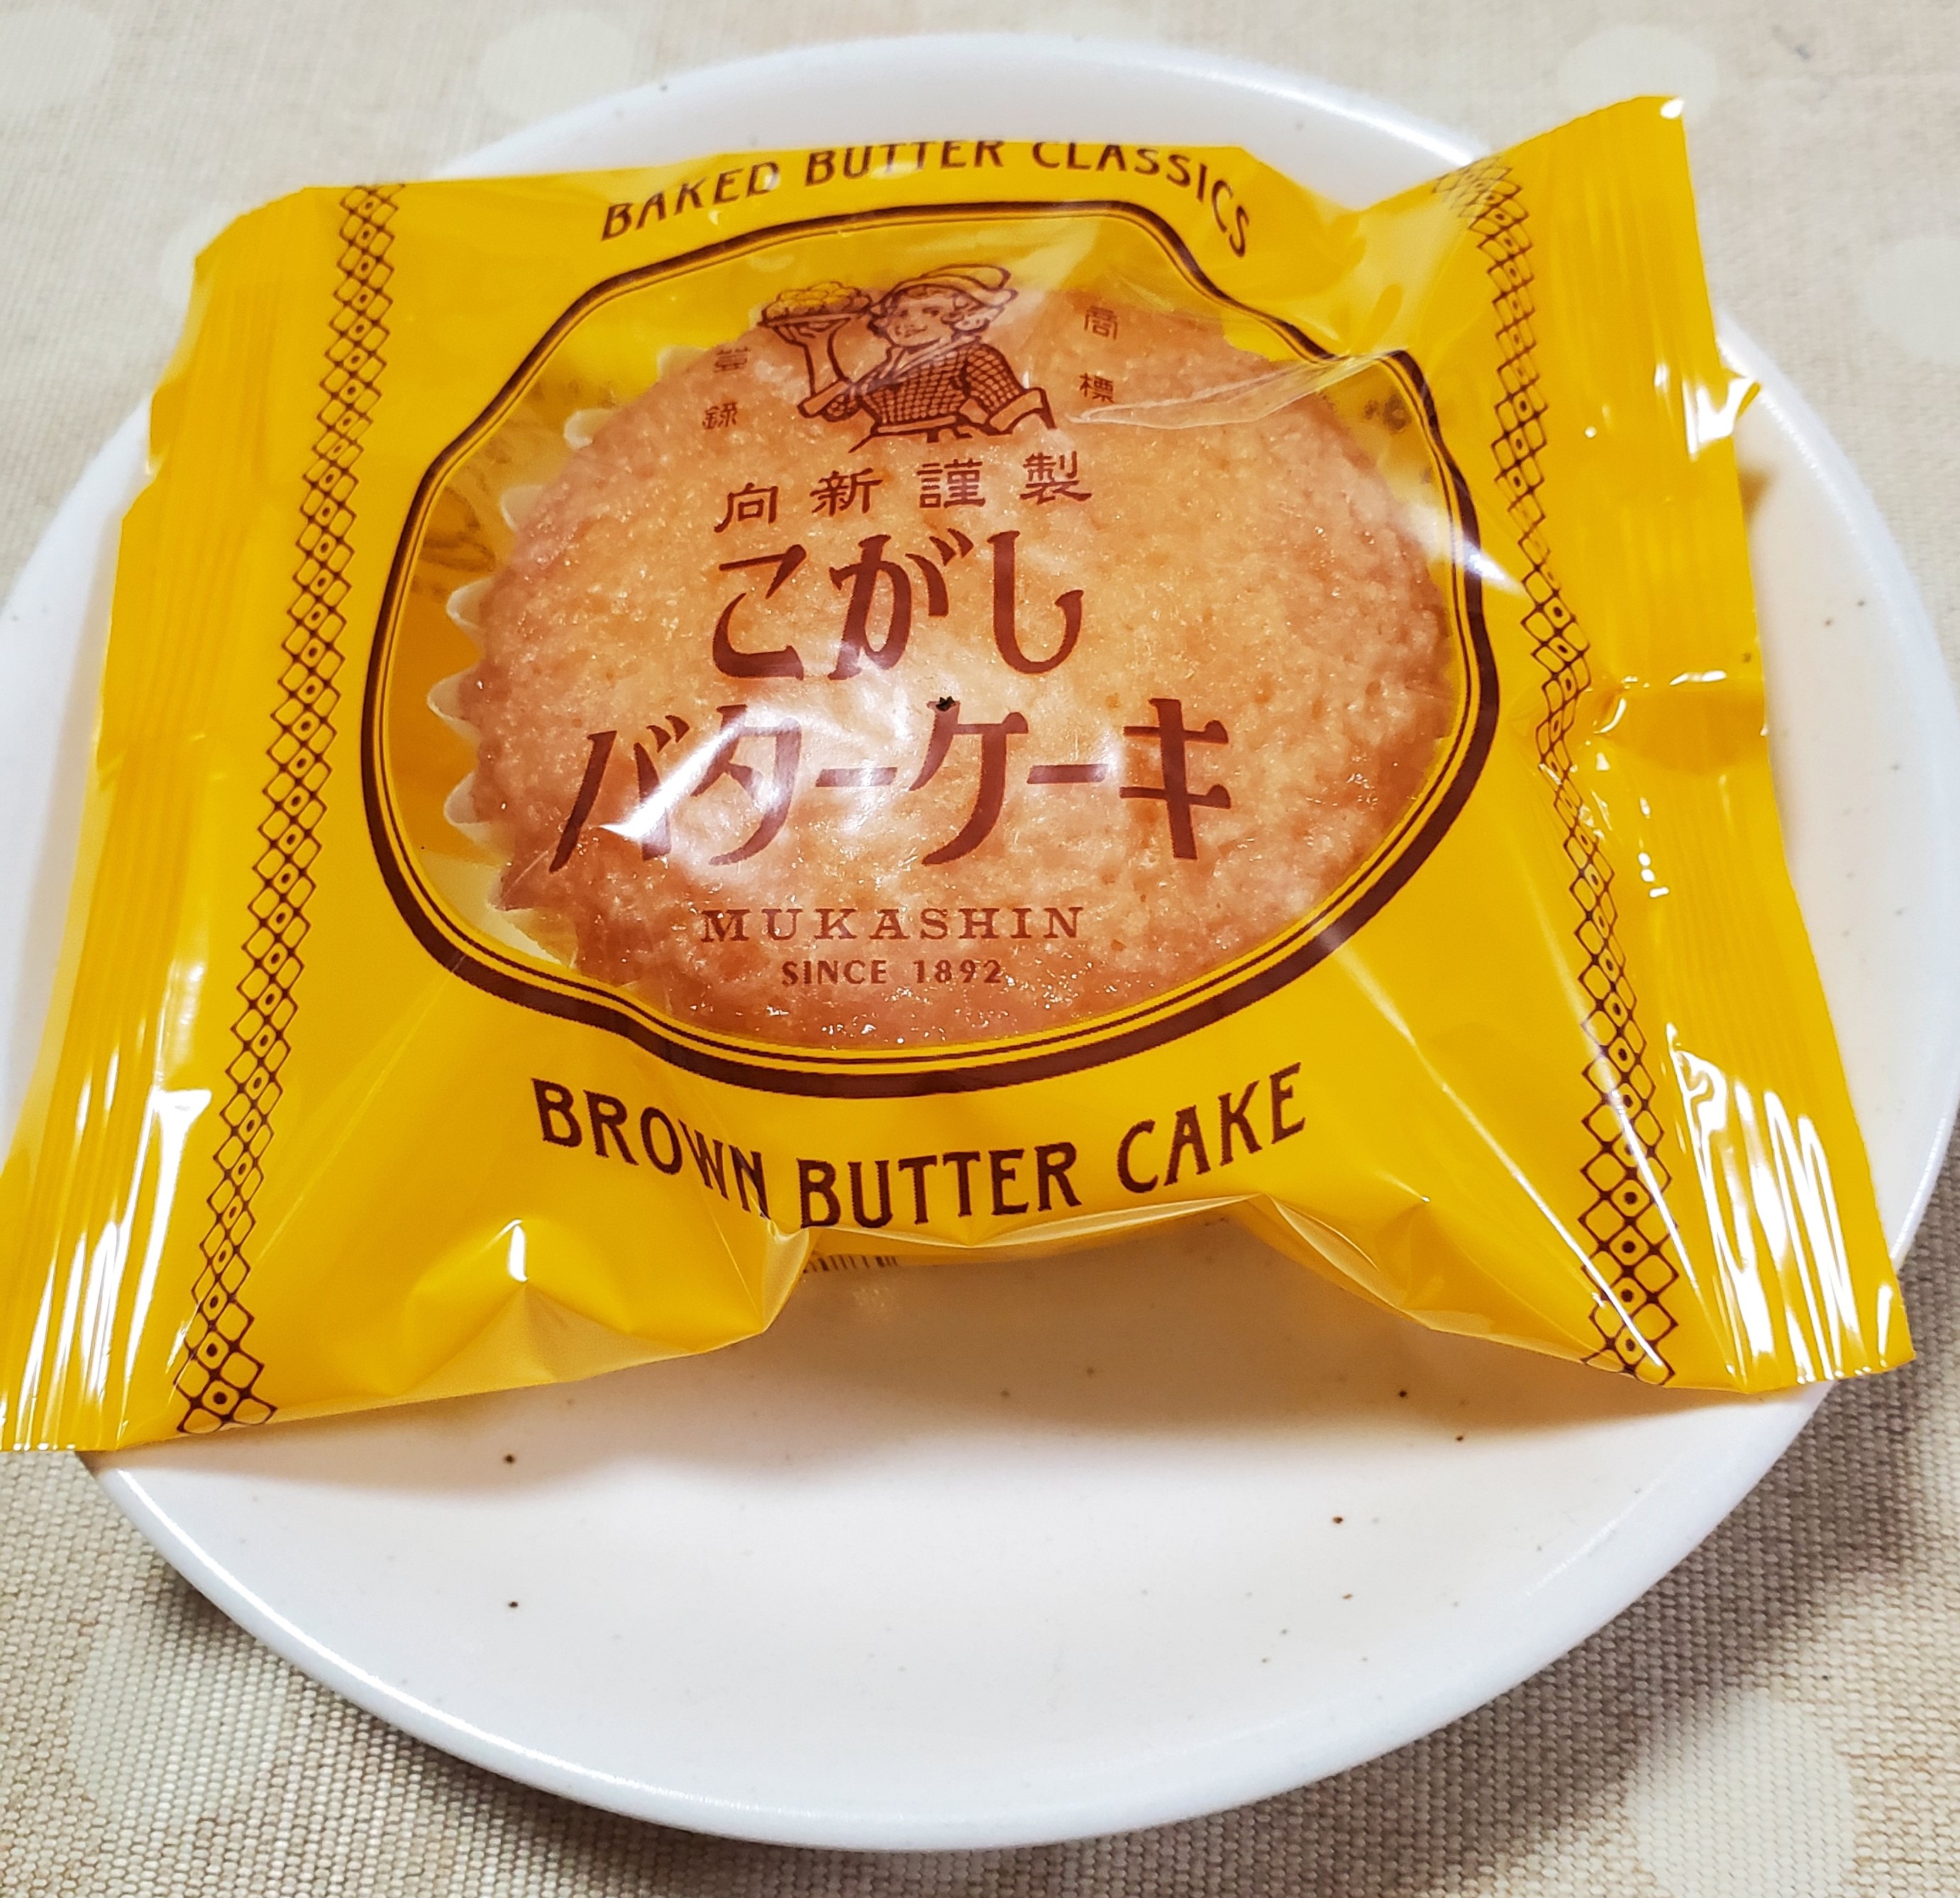 BAKED BUTTER CLASSICS
商標
登録
向新謹製
こがし
バターケーキ
MUKASHIN
SINCE 1892
BROWN BUTTER CAKE